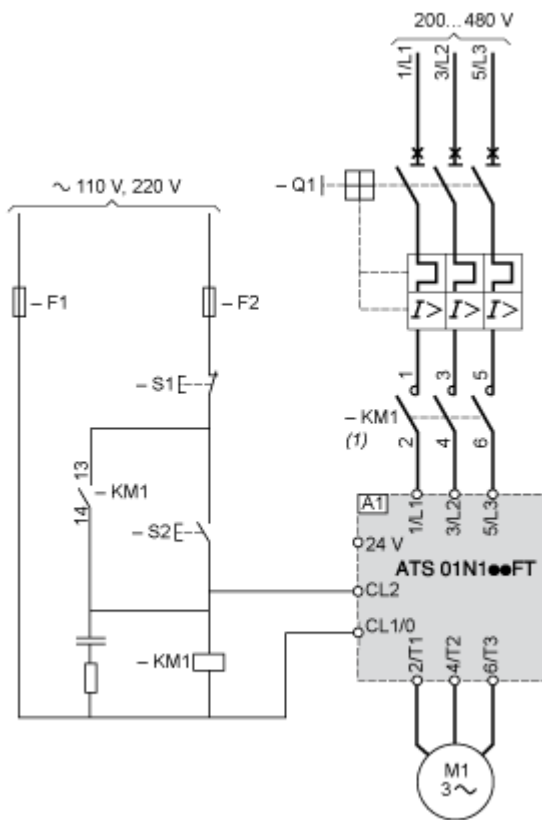 200...480 V
1/L1
3/L2
5/L3
~ 110 V, 220 V
– Q1
– F1
– F2
I> I> I>
– S1
1
3
5
– KM1
(1)
2
4
6
13
14
– KM1
– S2
A1
1/L1
3/L2
5/L3
24 V
ATS 01N1●●FT
CL2
CL1/0
– KM1
2/T1
4/T2
6/T3
M1
3~